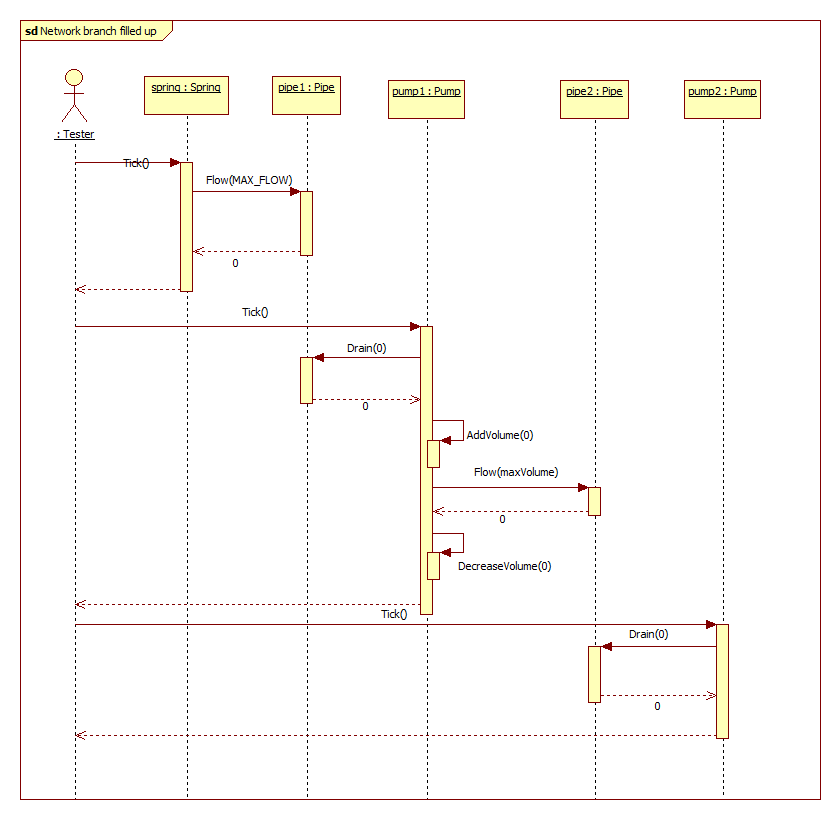 sd Network branch filled up
spring : Spring
pipe1 : Pipe
pump1 : Pump
pipe2 : Pipe
pump2 : Pump
: Tester
Tick()
Flow(MAX_FLOW)
0
Tick()
Drain(0)
0
AddVolume(0)
Flow(maxVolume)
0
DecreaseVolume(0)
Tick()
Drain(0)
0